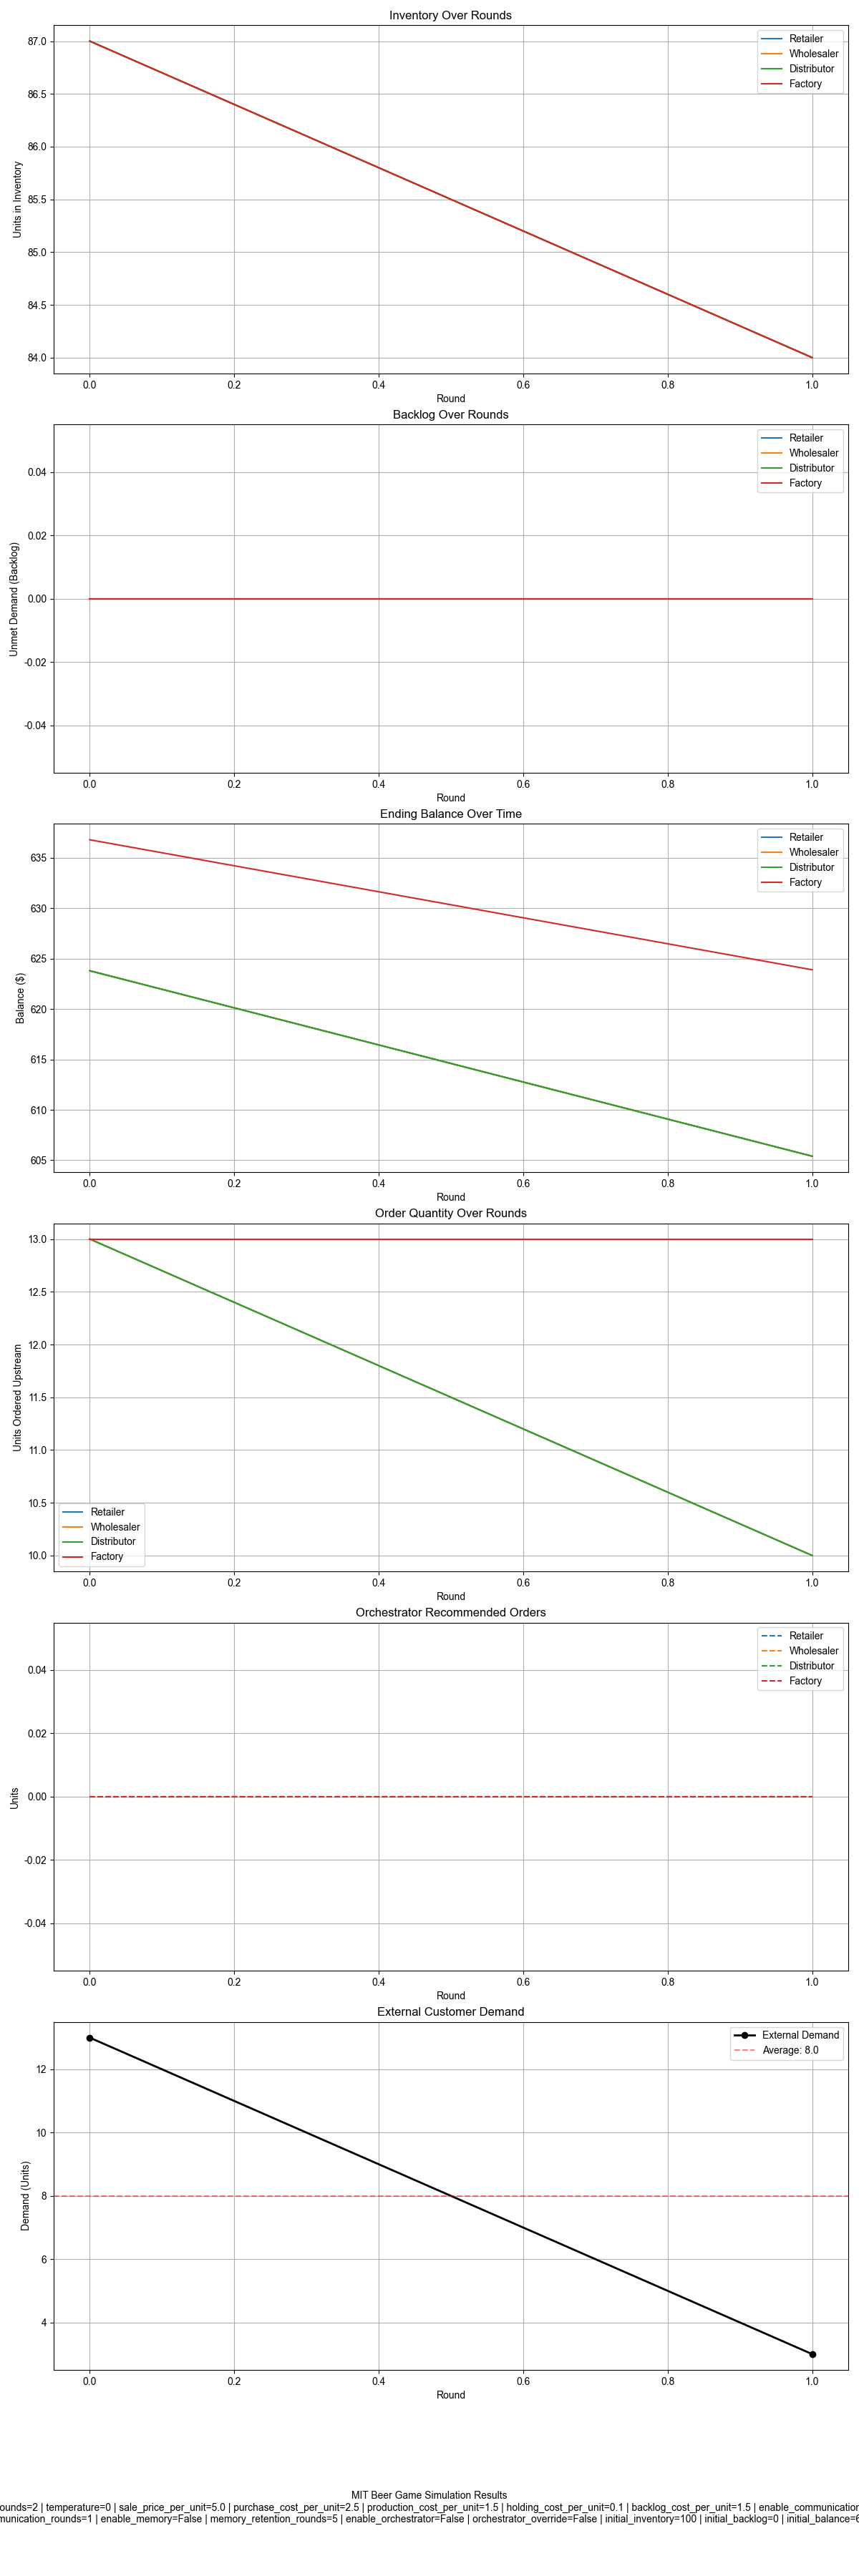 Inventory Over Rounds
87.0
86.5
86.0
85.5
85.0
84.5
84.0
Units in Inventory
Retailer
Wholesaler
Distributor
Factory
0.0 0.2 0.4 0.6 0.8 1.0
Round
Backlog Over Rounds
0.04
0.02
0.00
-0.02
-0.04
Unmet Demand (Backlog)
Retailer
Wholesaler
Distributor
Factory
0.0 0.2 0.4 0.6 0.8 1.0
Round
Ending Balance Over Time
635
630
625
620
615
610
605
Balance ($)
Retailer
Wholesaler
Distributor
Factory
0.0 0.2 0.4 0.6 0.8 1.0
Round
Order Quantity Over Rounds
13.0
12.5
12.0
11.5
11.0
10.5
10.0
Units Ordered Upstream
Retailer
Wholesaler
Distributor
Factory
0.0 0.2 0.4 0.6 0.8 1.0
Round
Orchestrator Recommended Orders
0.04
0.02
0.00
-0.02
-0.04
Units
Retailer
Wholesaler
Distributor
Factory
0.0 0.2 0.4 0.6 0.8 1.0
Round
External Customer Demand
12
10
8
6
4
Demand (Units)
External Demand
Average: 8.0
0.0 0.2 0.4 0.6 0.8 1.0
Round
MIT Beer Game Simulation Results
ounds=2 | temperature=0 | sale_price_per_unit=5.0 | purchase_cost_per_unit=2.5 | production_cost_per_unit=1.5 | holding_cost_per_unit=0.1 | backlog_cost_per_unit=1.5 | enable_communication
munication_rounds=1 | enable_memory=False | memory_retention_rounds=5 | enable_orchestrator=False | orchestrator_override=False | initial_inventory=100 | initial_backlog=0 | initial_balance=6